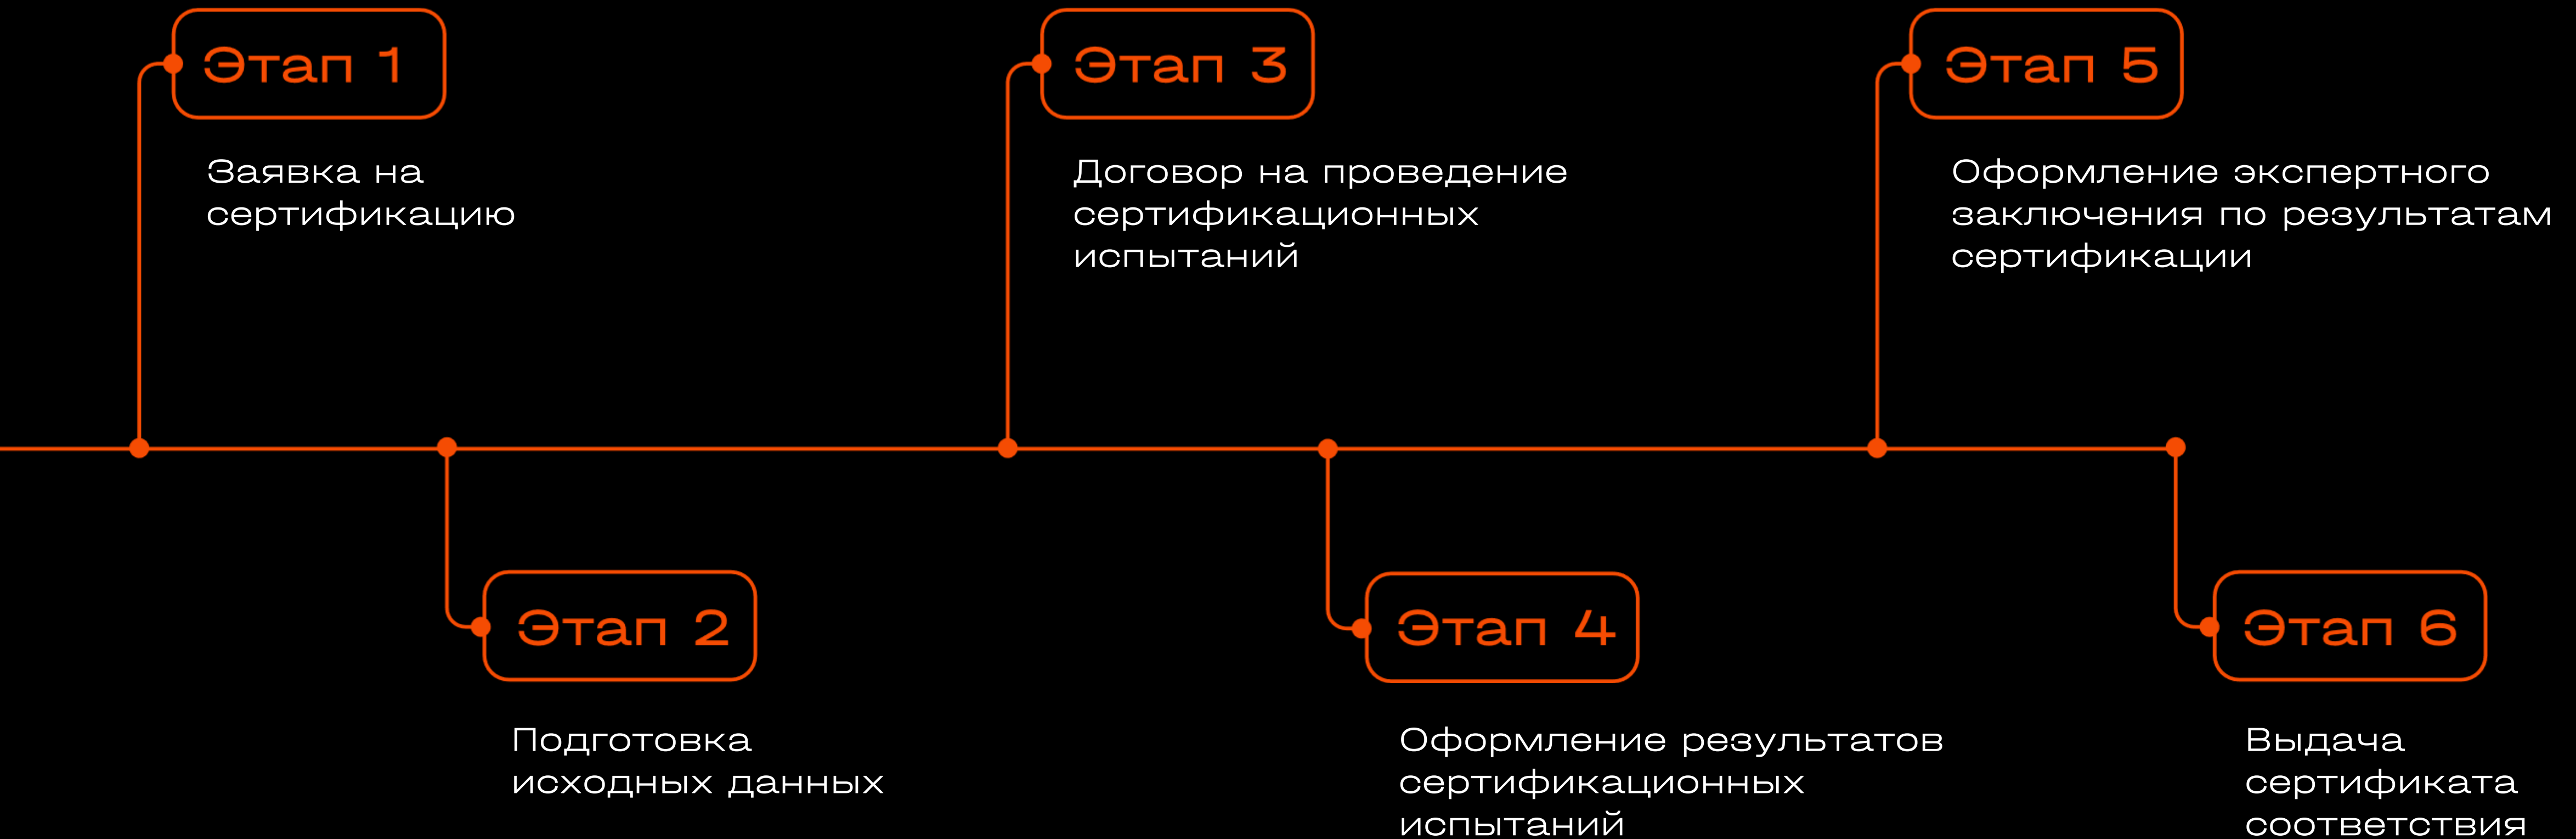 Этап 1
Заявка на
сертификацию
Этап 2
Подготовка
исходных данных
Этап 3
Договор на проведение
сертификационных
испытаний
Этап 4
Оформление результатов
сертификационных
испытаний
Этап 5
Оформление экспертного
заключения по результатам
сертификации
Этап 6
Выдача
сертификата
соответствия